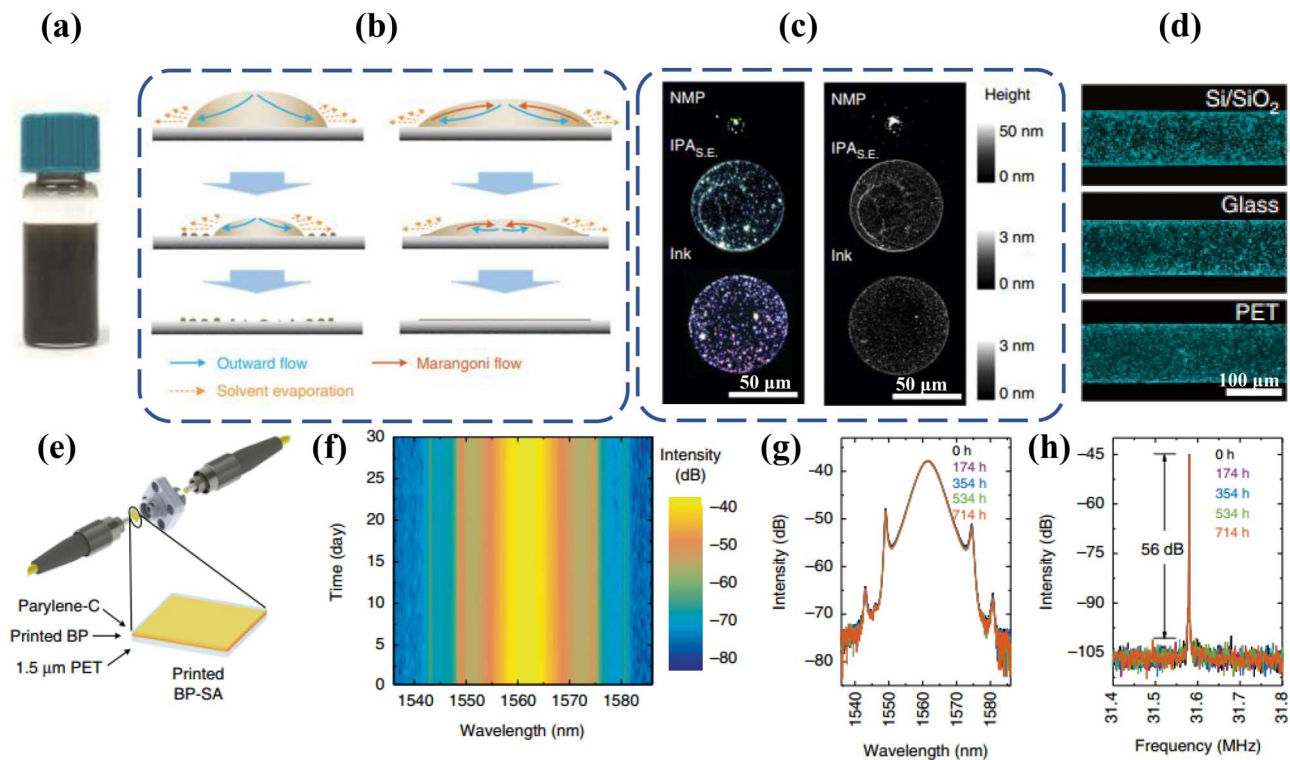 (a)
(b)
(c)
(d)
Outward flow
Marangoni flow
Solvent evaporation
NMP
IPA_S.E.
Ink
50 µm
NMP
IPA_S.E.
Ink
50 µm
Height
50 nm
0 nm
3 nm
0 nm
3 nm
0 nm
Si/SiO₂
Glass
PET
100 µm
(e)
Parylene-C
Printed BP
1.5 µm PET
Printed
BP-SA
(f)
30
25
20
15
10
5
0
Time (day)
1540 1550 1560 1570 1580
Wavelength (nm)
Intensity
(dB)
−40
−50
−60
−70
−80
(g)
0 h
174 h
354 h
534 h
714 h
−40
−50
−60
−70
−80
Intensity (dB)
1540
1550
1560
1570
1580
Wavelength (nm)
(h)
0 h
174 h
354 h
534 h
714 h
56 dB
−45
−60
−75
−90
−105
Intensity (dB)
31.4
31.5
31.6
31.7
31.8
Frequency (MHz)